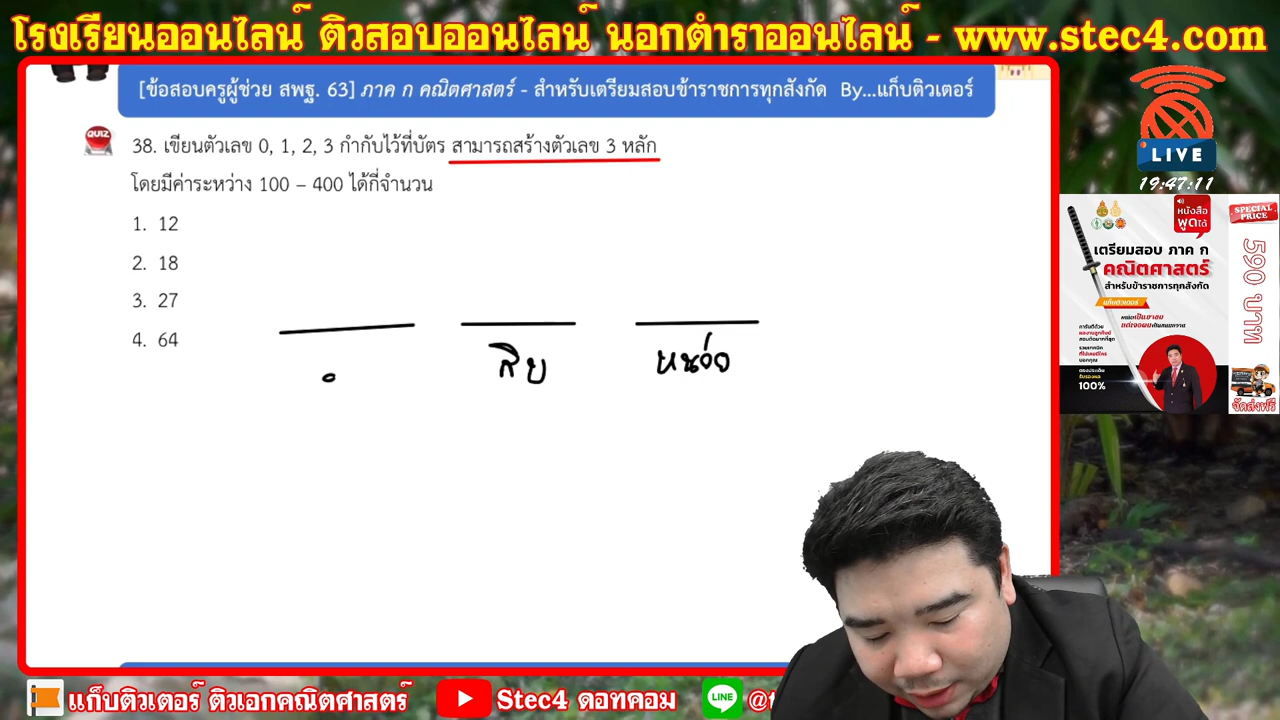 โรงเรียนออนไลน์ ติวสอบออนไลน์ นอกตำราออนไลน์ - www.stec4.com
[ข้อสอบครูผู้ช่วย สพฐ. 63] ภาค ก คณิตศาสตร์ - สำหรับเตรียมสอบข้าราชการทุกสังกัด By...แก๊บติวเตอร์
QUIZ
38. เขียนตัวเลข 0, 1, 2, 3 กำกับไว้ที่บัตร สามารถสร้างตัวเลข 3 หลัก
โดยมีค่าระหว่าง 100 – 400 ได้กี่จำนวน
1. 12
2. 18
3. 27
4. 64
สิบ หน่วย
LIVE
19:47:11
หนังสือ
พูดได้
SPECIAL
PRICE
เตรียมสอบ ภาค ก
คณิตศาสตร์
สำหรับข้าราชการทุกสังกัด
แก๊บติวเตอร์
100%
590 บาท
จัดส่งฟรี
แก๊บติวเตอร์ ติวเอกคณิตศาสตร์
Stec4 ดอทคอม
LINE